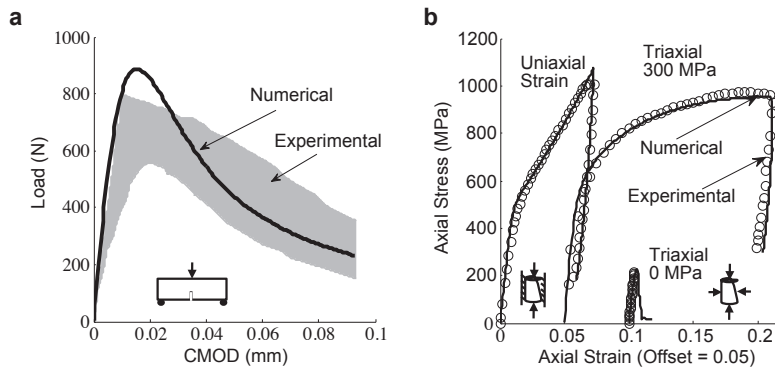 a
Load (N)
1000
800
600
400
200
0
0
0.02
0.04
0.06
0.08
0.1
CMOD (mm)
Numerical
Experimental
b
Axial Stress (MPa)
1200
1000
800
600
400
200
0
0
0.05
0.1
0.15
0.2
Axial Strain (Offset = 0.05)
Uniaxial
Strain
Triaxial
300 MPa
Numerical
Experimental
Triaxial
0 MPa